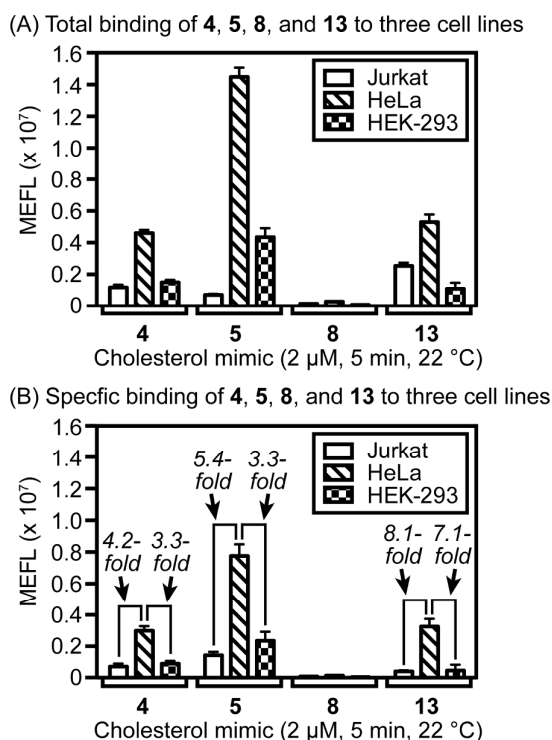 (A) Total binding of 4, 5, 8, and 13 to three cell lines
1.6
1.4
1.2
1.0
0.8
0.6
0.4
0.2
0
MEFL (x 10⁷)
Jurkat
HeLa
HEK-293
4 5 8 13
Cholesterol mimic (2 µM, 5 min, 22 °C)
(B) Specfic binding of 4, 5, 8, and 13 to three cell lines
1.6
1.4
1.2
1.0
0.8
0.6
0.4
0.2
0
MEFL (x 10⁷)
Jurkat
HeLa
HEK-293
4.2-
fold
3.3-
fold
5.4-
fold
3.3-
fold
8.1-
fold
7.1-
fold
4 5 8 13
Cholesterol mimic (2 µM, 5 min, 22 °C)